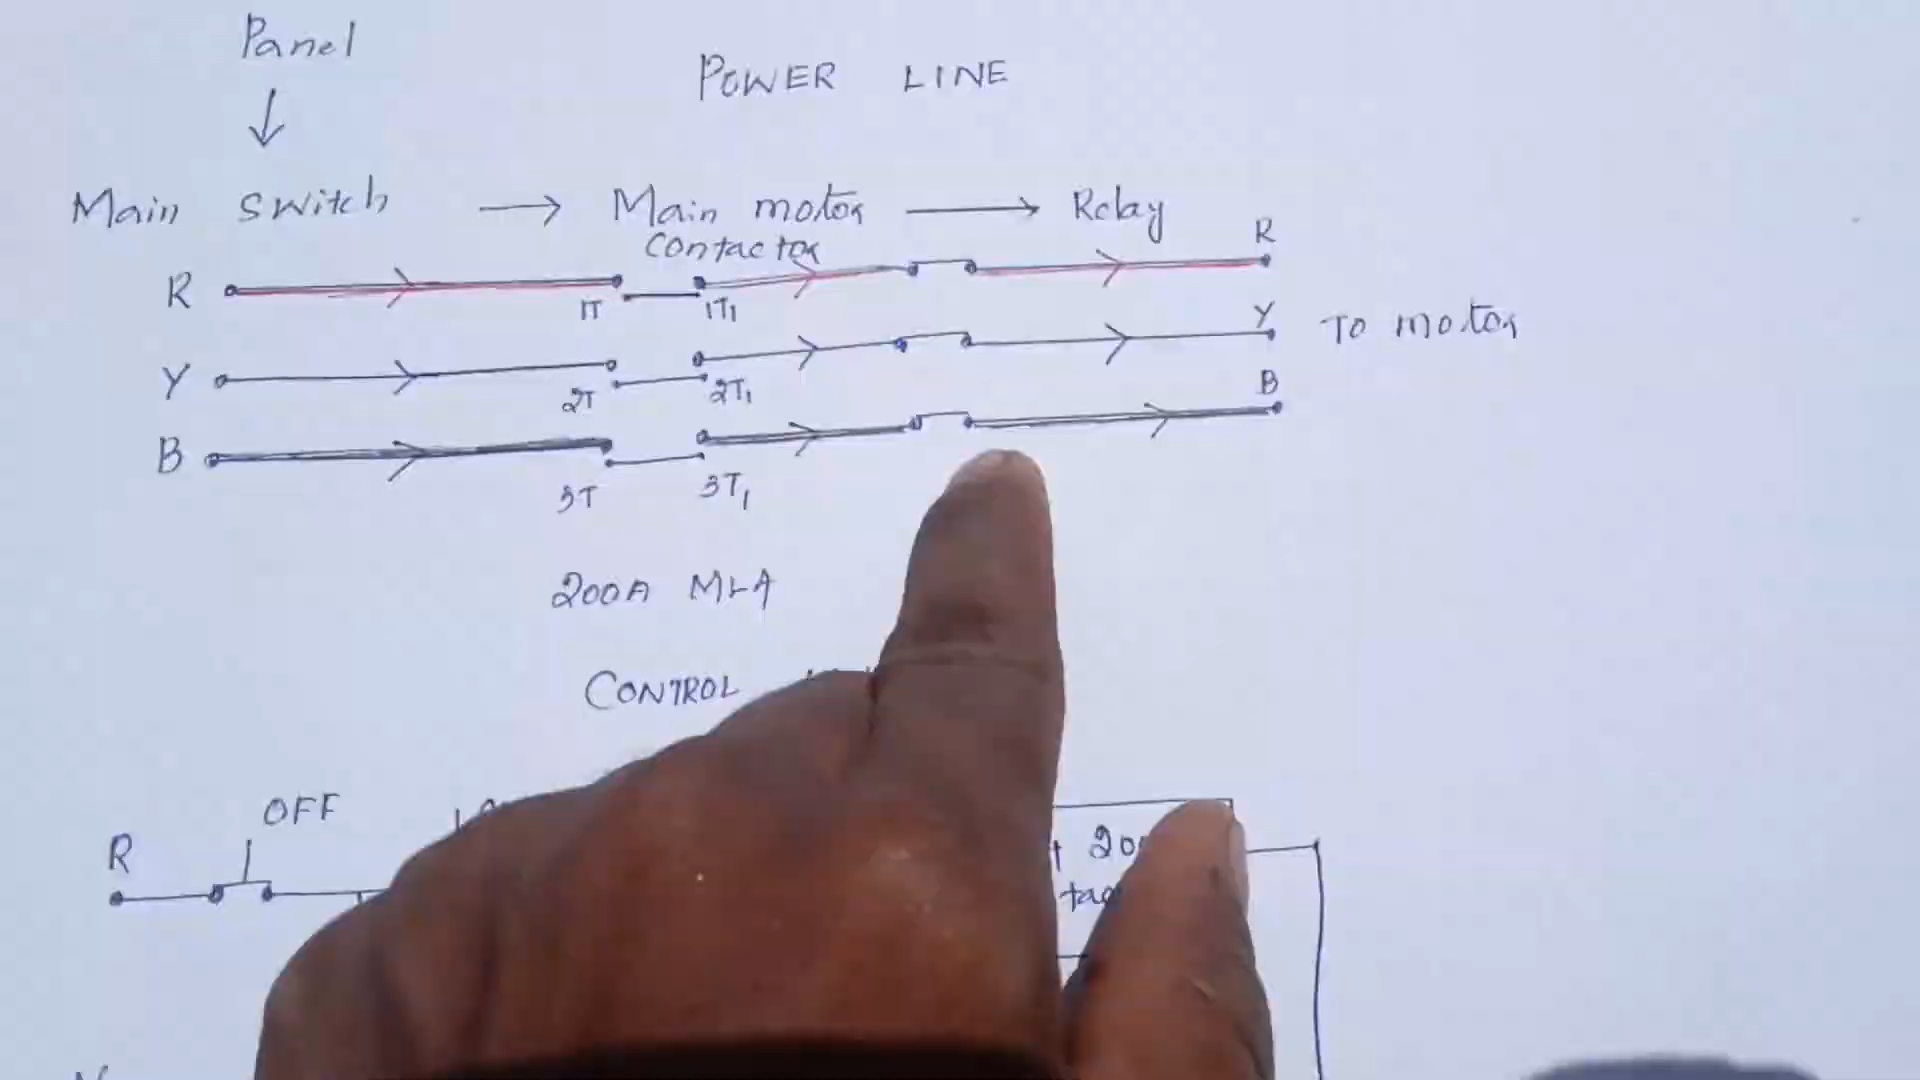 Panel
POWER LINE
↓
Main switch → Main motor → Relay
contactor
R 1T 1T₁ R
Y 2T 2T₁ Y To motor
B 3T 3T₁ B
200A MLA
CONTROL
OFF
R